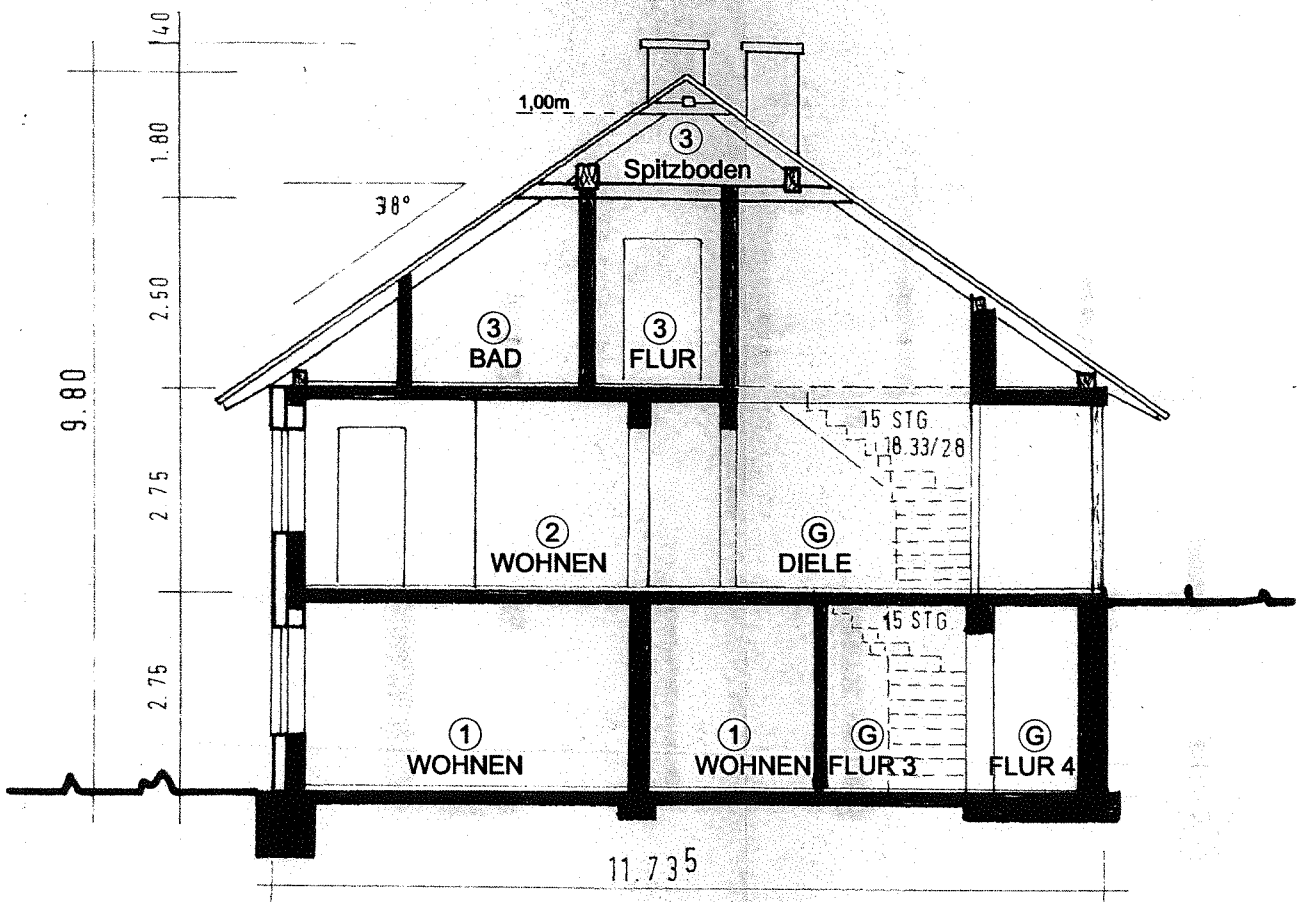 40
1,00m
1.80
③
Spitzboden
38°
2.50
③
BAD
③
FLUR
9.80
15 STG
18.33/28
2 75
②
WOHNEN
Ⓖ
DIELE
15 STG.
2.75
①
WOHNEN
①
WOHNEN
Ⓖ
FLUR 3
Ⓖ
FLUR 4
11.73⁵